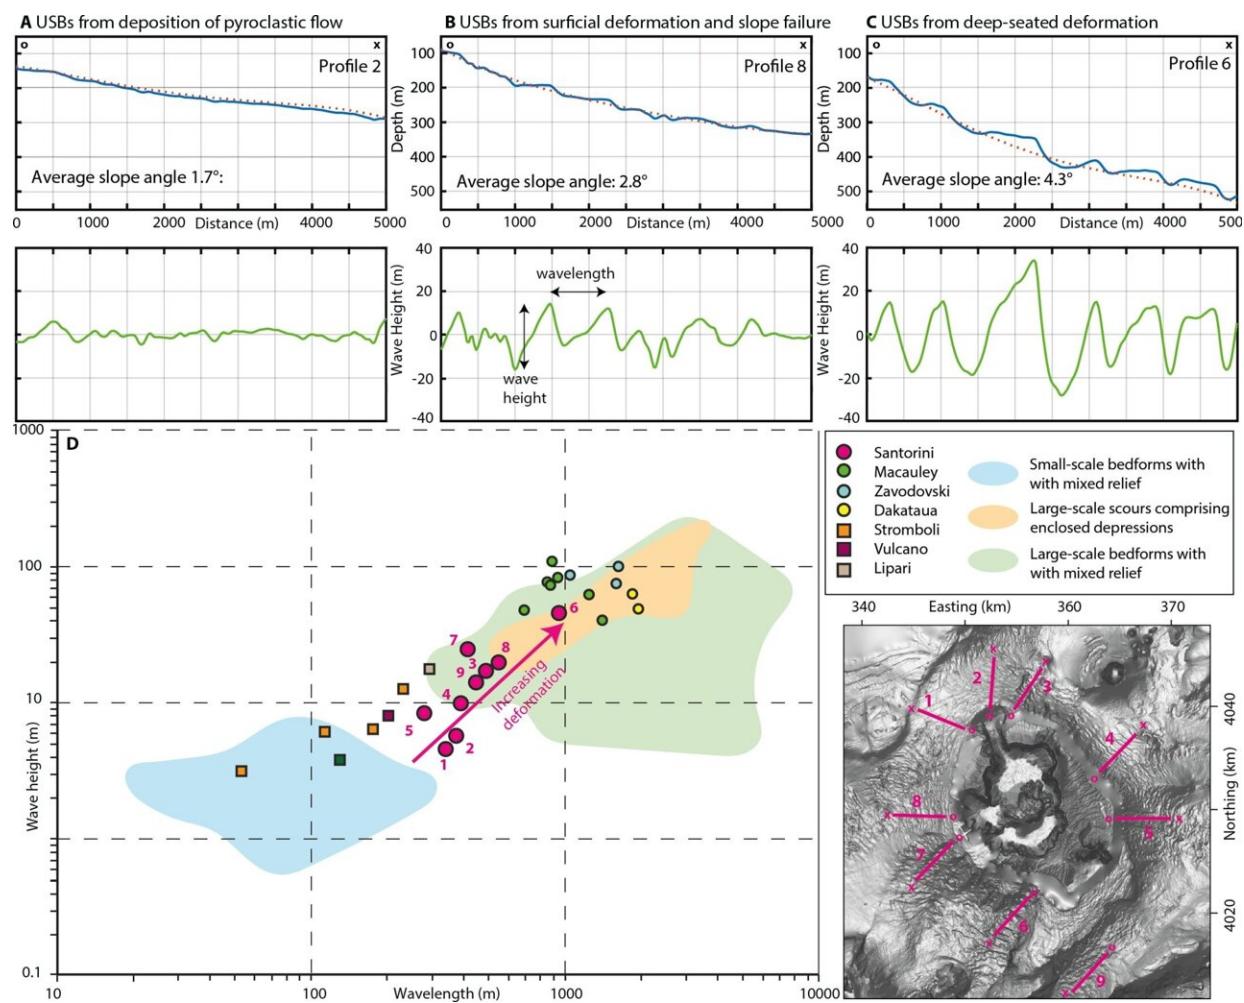 A USBs from deposition of pyroclastic flow
B USBs from surficial deformation and slope failure
C USBs from deep-seated deformation
o
x
Profile 2
Average slope angle 1.7°:
0
1000
2000
3000
4000
5000
Distance (m)
Depth (m)
100
200
300
400
500
o
x
Profile 8
Average slope angle: 2.8°
0
1000
2000
3000
4000
5000
Distance (m)
100
200
300
400
500
o
x
Profile 6
Average slope angle: 4.3°
0
1000
2000
3000
4000
5000
Distance (m)
Wave Height (m)
40
20
0
-20
-40
wavelength
wave
height
Wave Height (m)
40
20
0
-20
-40
D
Wave height (m)
1000
100
10
1
0.1
10
100
1000
10000
Wavelength (m)
6
7
3
8
9
4
5
2
1
Increasing
deformation
Santorini
Macauley
Zavodovski
Dakataua
Stromboli
Vulcano
Lipari
Small-scale bedforms with
with mixed relief
Large-scale scours comprising
enclosed depressions
Large-scale bedforms with
with mixed relief
340
Easting (km)
360
370
4040
Northing (km)
4020
x
x
2
3
1
x
o
o
o
x
4
o
8
x
o
o
5
x
7
o
x
o
6
x
o
9
x